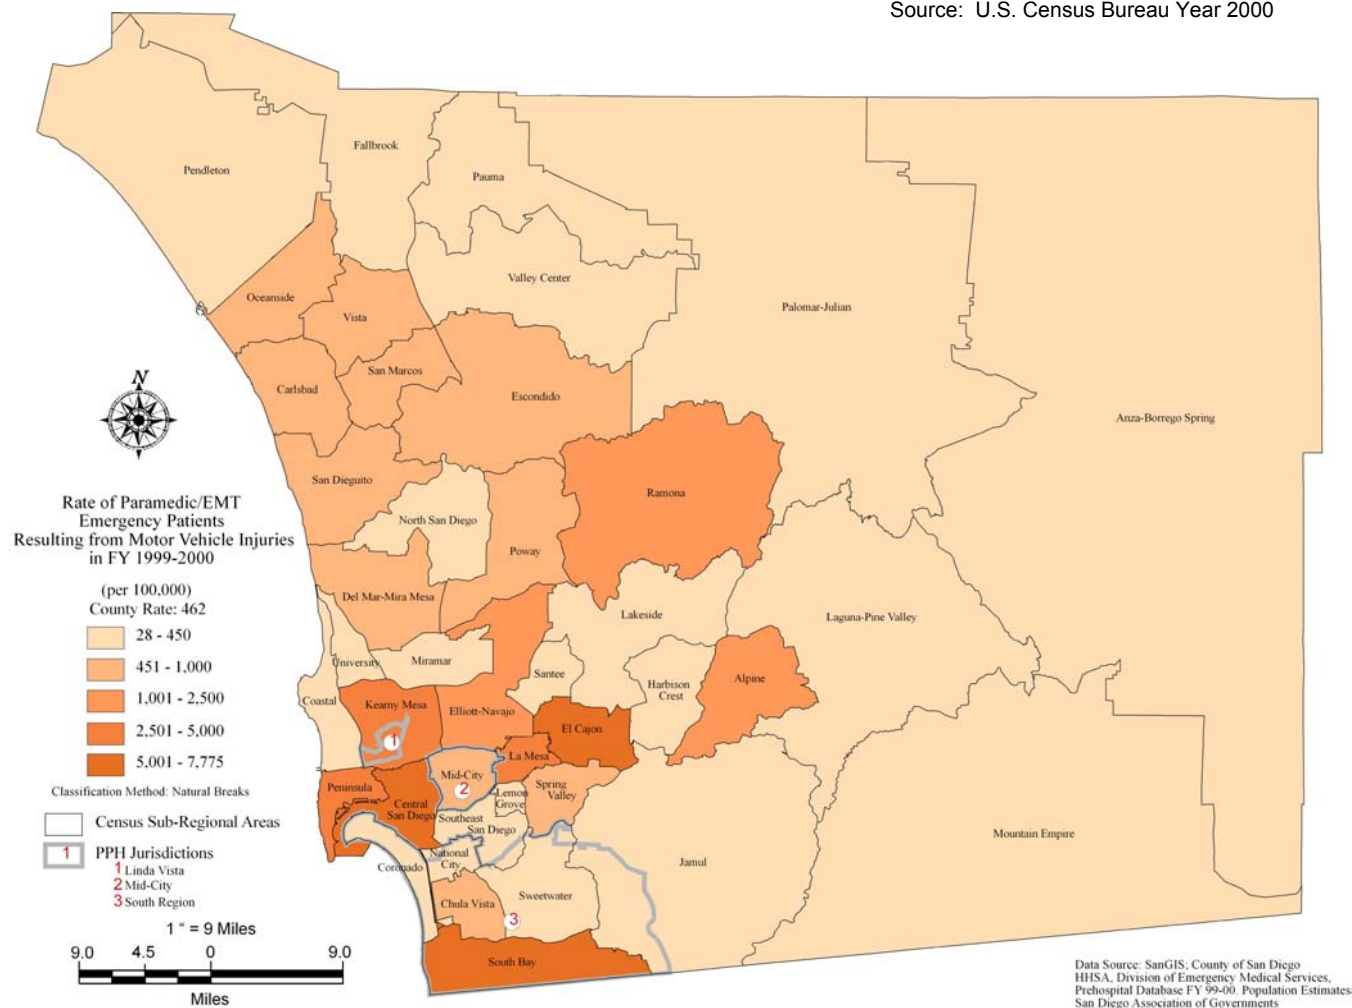 Source: U.S. Census Bureau Year 2000
Fallbrook
Pendleton
Pauma
Valley Center
Oceanside
Palomar-Julian
Vista
N
San Marcos
Carlsbad
Escondido
Anza-Borrego Spring
San Dieguito
Ramona
North San Diego
Poway
Rate of Paramedic/EMT
Emergency Patients
Resulting from Motor Vehicle Injuries
in FY 1999-2000
(per 100,000)
County Rate: 462
28 - 450
451 - 1,000
1,001 - 2,500
2,501 - 5,000
5,001 - 7,775
Classification Method: Natural Breaks
Census Sub-Regional Areas
1 PPH Jurisdictions
1 Linda Vista
2 Mid-City
3 South Region
1 " = 9 Miles
9.0 4.5 0 9.0
Miles
Del Mar-Mira Mesa
Lakeside
Laguna-Pine Valley
University
Miramar
Santee
Harbison
Crest
Alpine
Coastal
Kearny Mesa
Elliott-Navajo
El Cajon
1
La Mesa
Peninsula
Mid-City
2
Lemon
Grove
Spring
Valley
Central
San Diego
Southeast
San Diego
Mountain Empire
National
City
Coronado
Jamul
Chula Vista
Sweetwater
3
South Bay
Data Source: SanGIS; County of San Diego
HHSA, Division of Emergency Medical Services,
Prehospital Database FY 99-00. Population Estimates:
San Diego Association of Governments